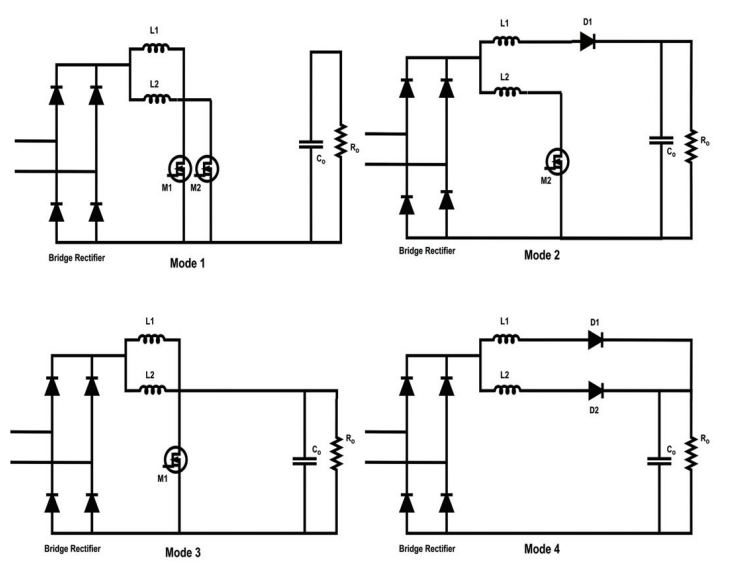 L1
L2
M1 M2
Co
Ro
Bridge Rectifier
Mode 1
L1
D1
L2
M2
Co
Ro
Bridge Rectifier
Mode 2
L1
L2
M1
Co
Ro
Bridge Rectifier
Mode 3
L1
D1
L2
D2
Co
Ro
Bridge Rectifier
Mode 4